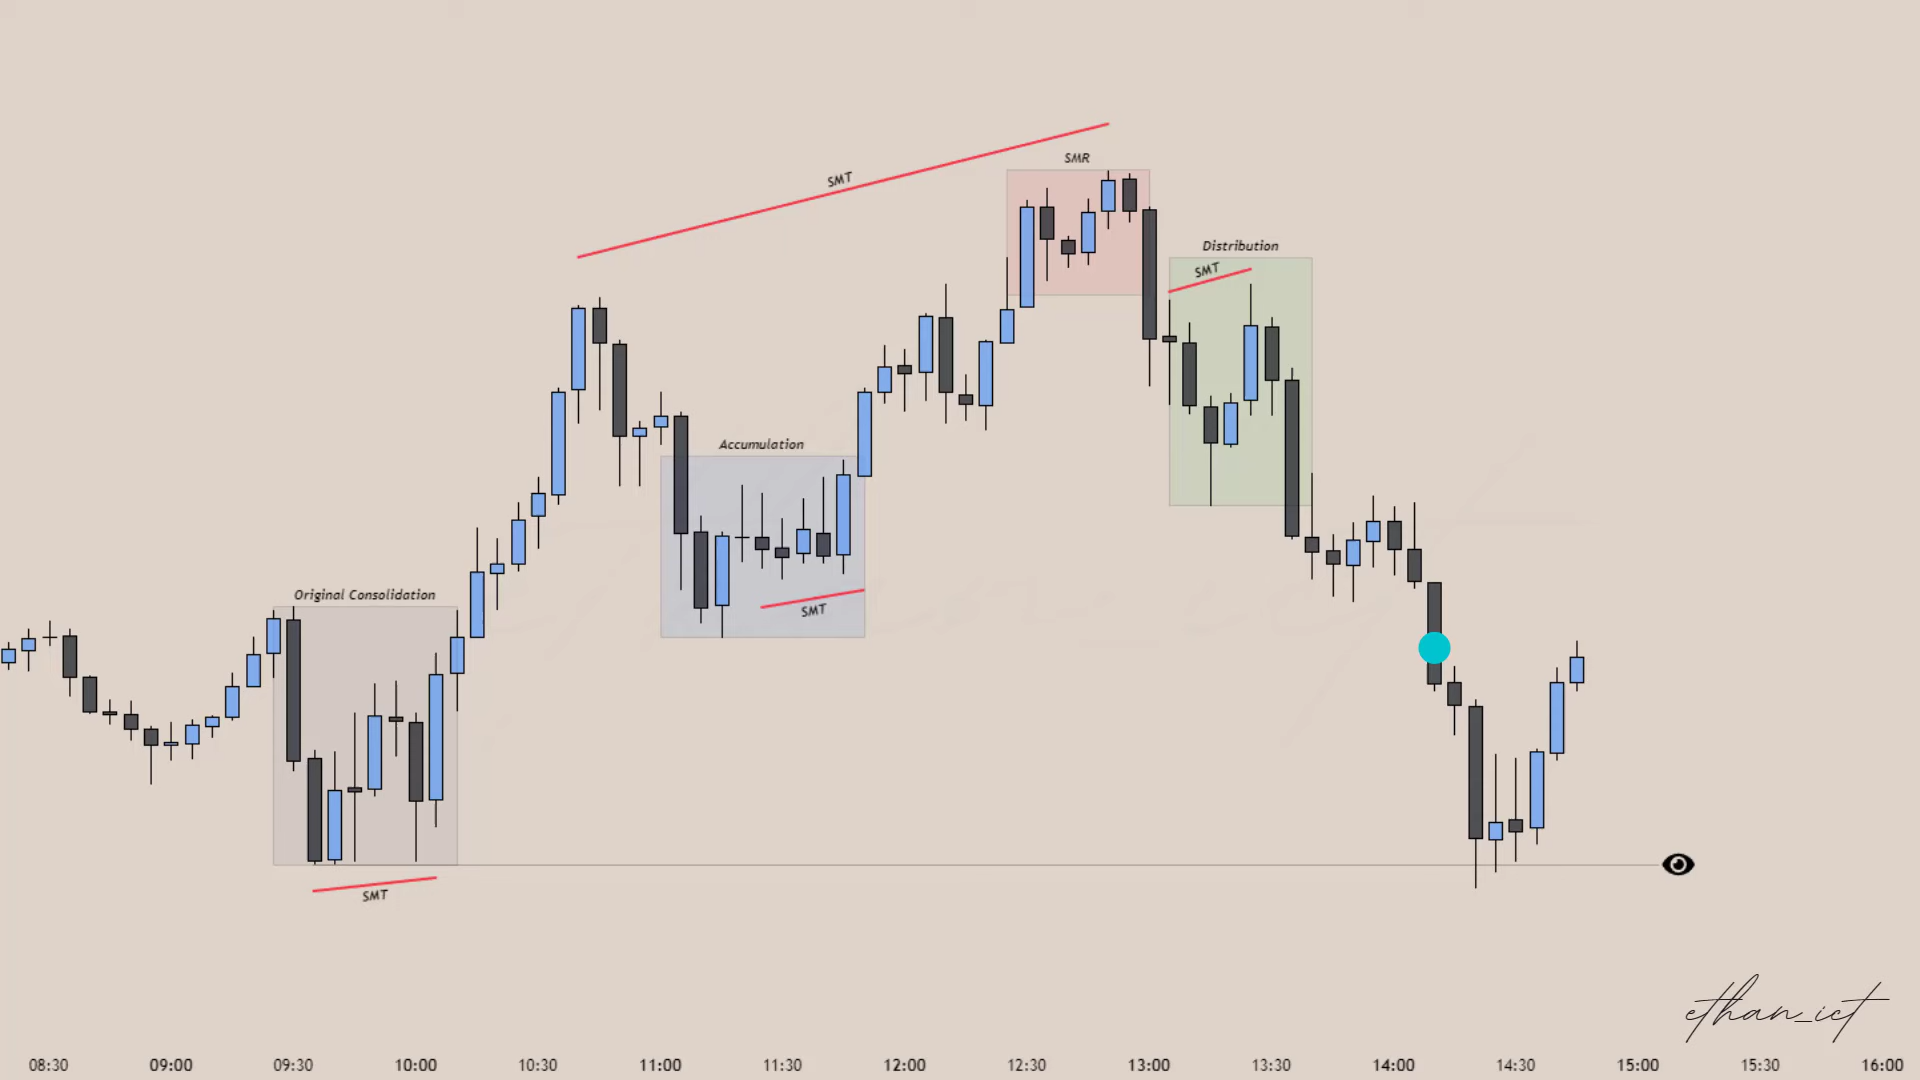 SMR
SMT
Distribution
SMT
Accumulation
SMT
Original Consolidation
SMT
ethan_ict
08:30 09:00 09:30 10:00 10:30 11:00 11:30 12:00 12:30 13:00 13:30 14:00 14:30 15:00 15:30 16:00